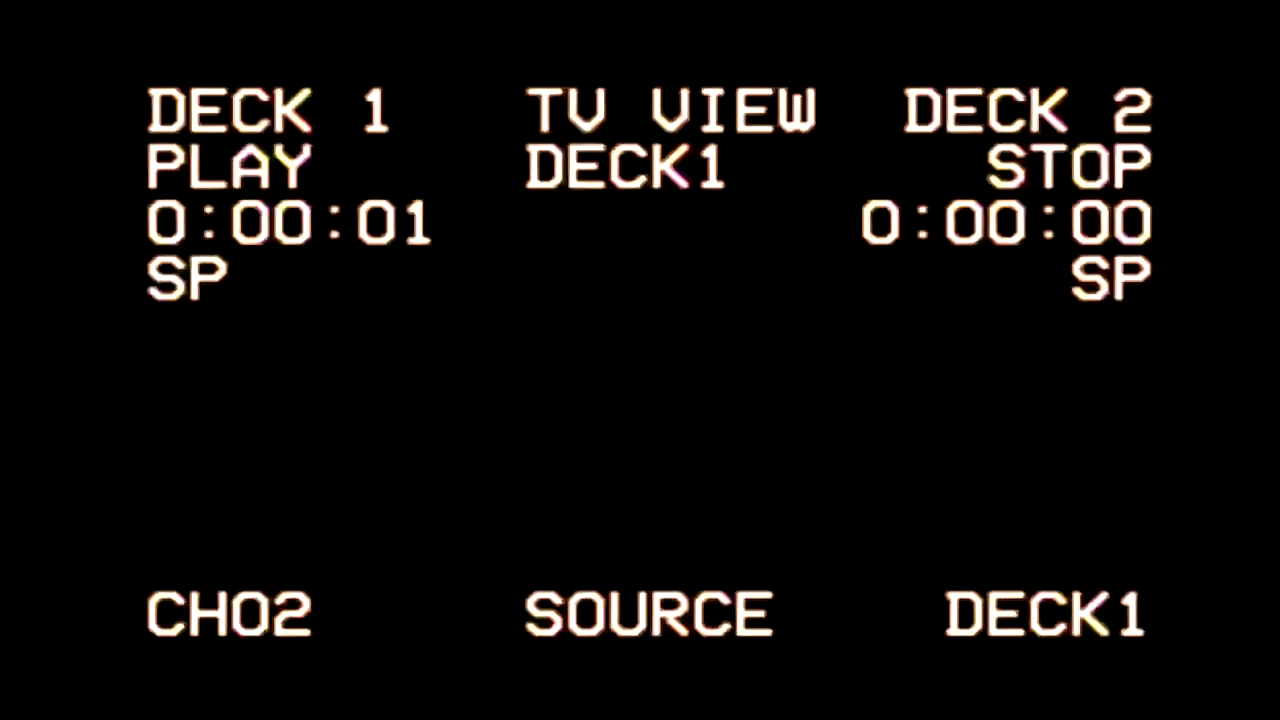 DECK 1 TV VIEW DECK 2
PLAY DECK1 STOP
0:00:01 0:00:00
SP SP
CH02 SOURCE DECK1